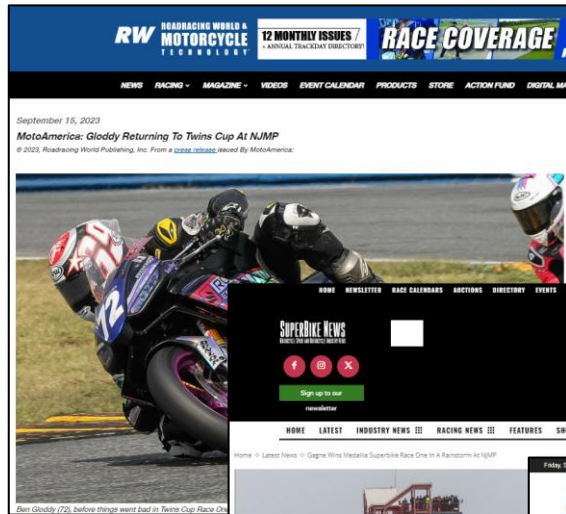 RW ROADRACING WORLD &
MOTORCYCLE
TECHNOLOGY
12 MONTHLY ISSUES
+ ANNUAL TRACKDAY DIRECTORY!
RACE COVERAGE
NEWS RACING MAGAZINE VIDEOS EVENT CALENDAR PRODUCTS STORE ACTION FUND DIGITAL MA
September 15, 2023
MotoAmerica: Gloddy Returning To Twins Cup At NJMP
© 2023, Roadracing World Publishing, Inc. From a press release issued By MotoAmerica:
72
HOME NEWSLETTER RACE CALENDARS AUCTIONS DIRECTORY EVENTS
SUPERBIKE NEWS
Sign up to our
newsletter
HOME LATEST INDUSTRY NEWS RACING NEWS FEATURES SH
Home Latest News Gagne Wins Medallia Superbike Race One In A Rainstorm At NJMP
Friday, S
Ben Gloddy (72), before things went bad in Twins Cup Race One